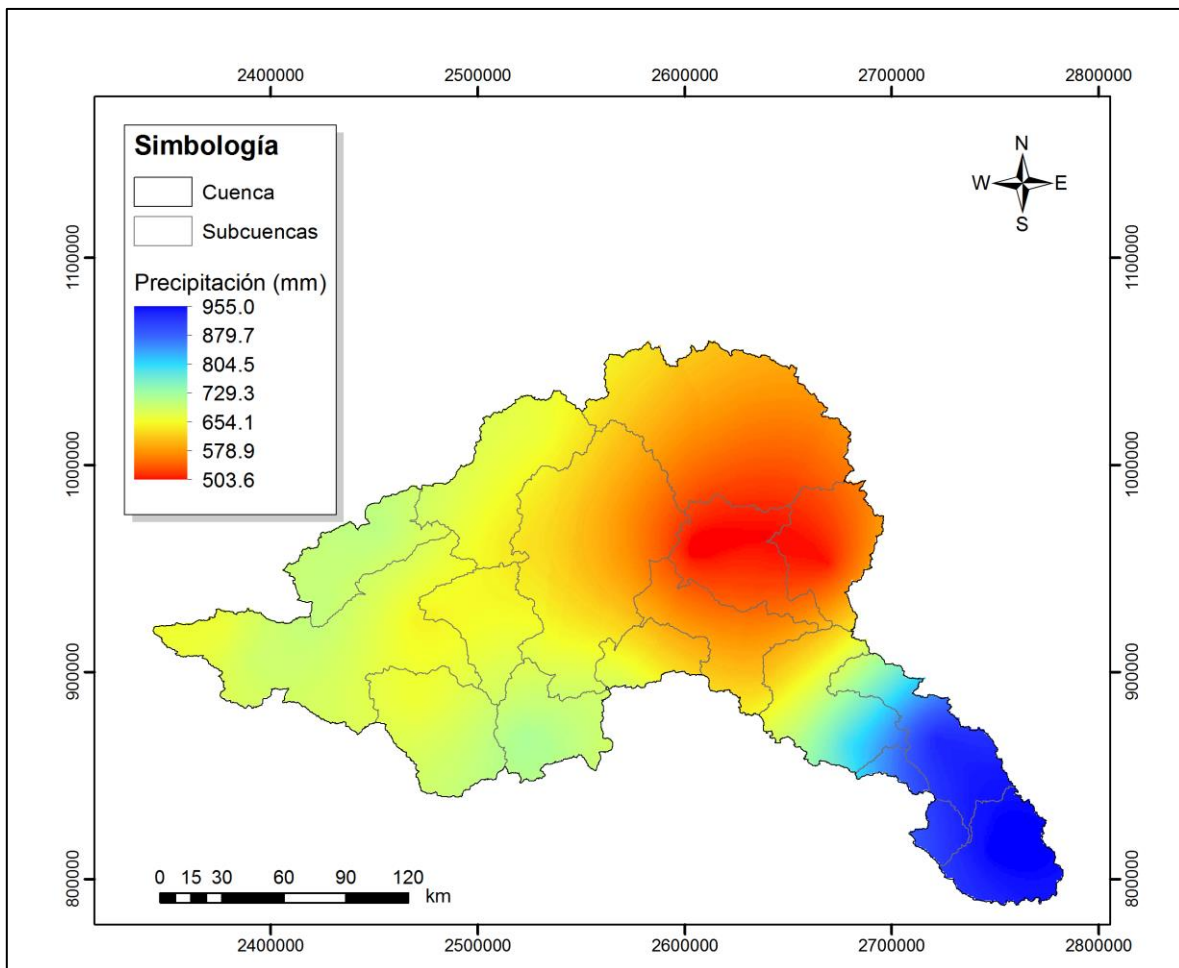 2400000 2500000 2600000 2700000 2800000
Simbología
Cuenca
Subcuencas
Precipitación (mm)
955.0
879.7
804.5
729.3
654.1
578.9
503.6
N
W E
S
1100000 1100000
1000000 1000000
900000 900000
800000 800000
0 15 30 60 90 120
km
2400000 2500000 2600000 2700000 2800000